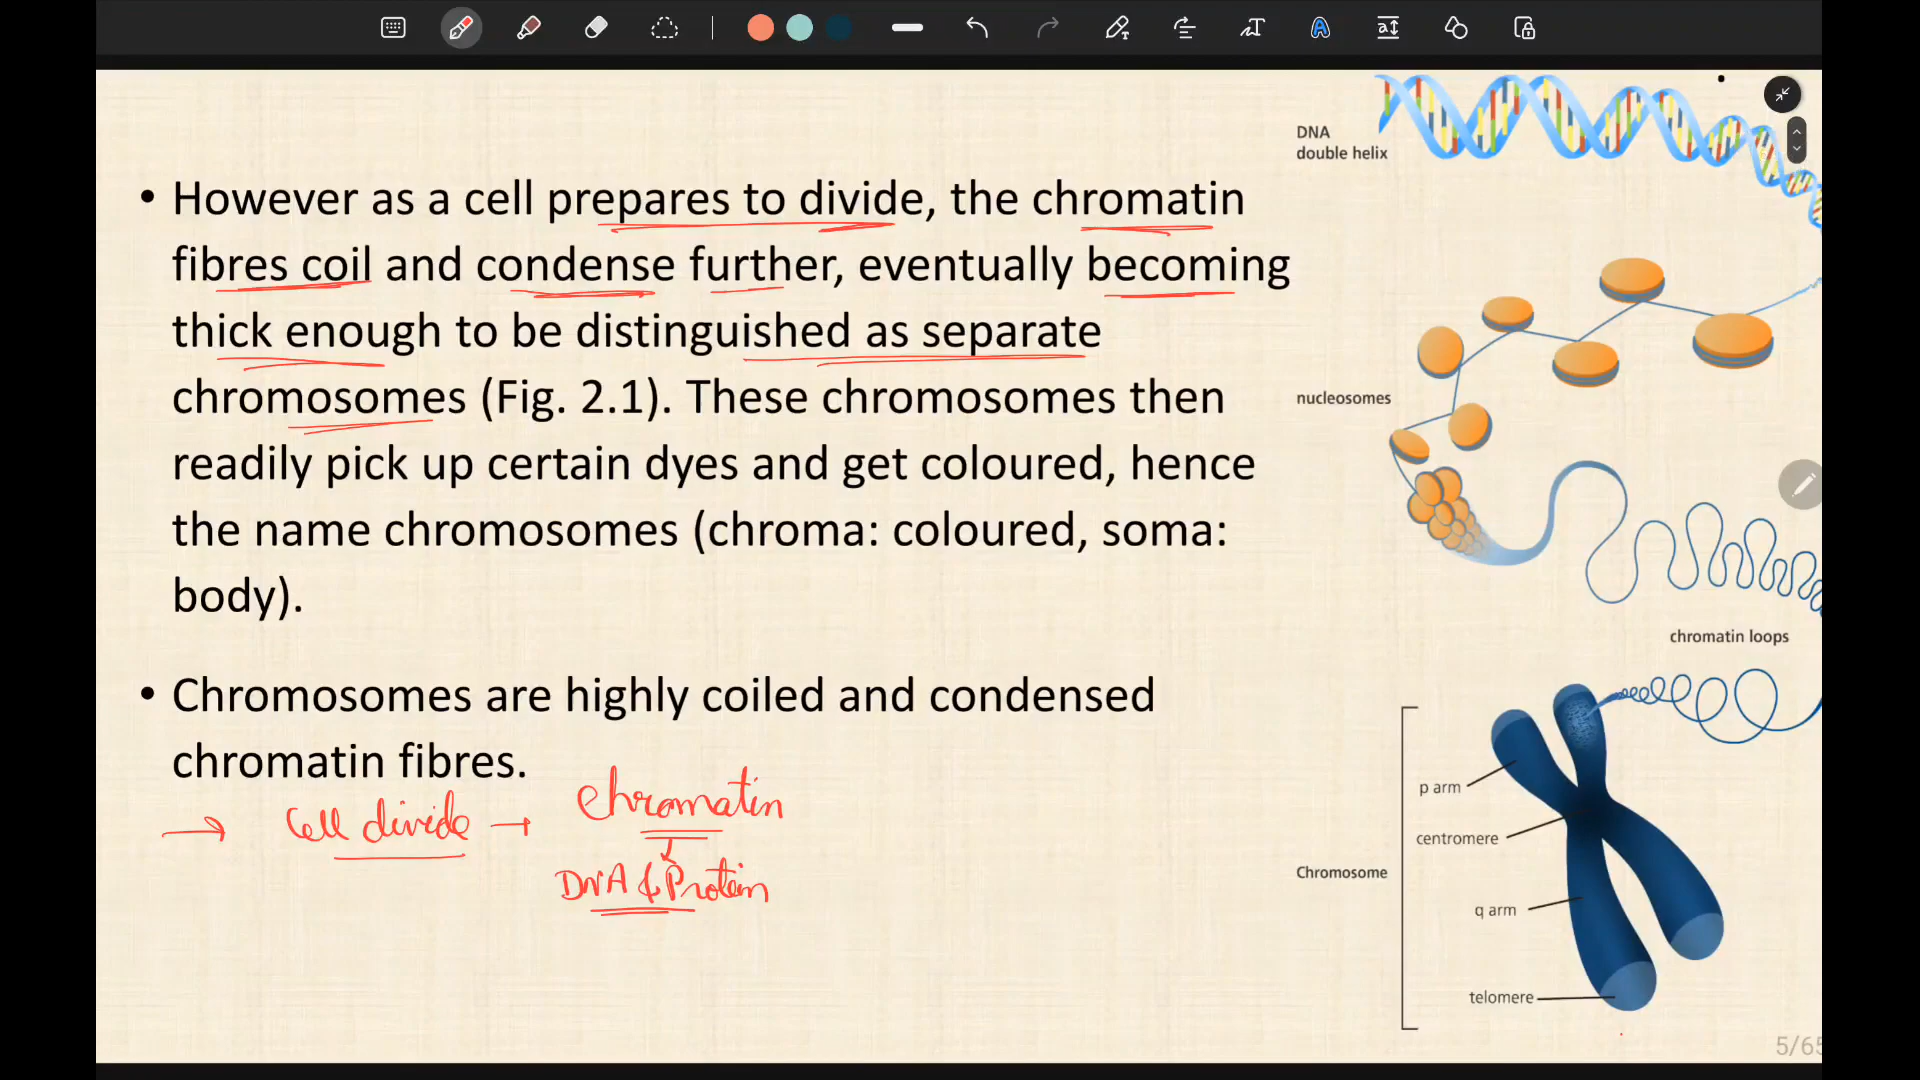 DNA
double helix
• However as a cell prepares to divide, the chromatin
fibres coil and condense further, eventually becoming
thick enough to be distinguished as separate
chromosomes (Fig. 2.1). These chromosomes then
readily pick up certain dyes and get coloured, hence
the name chromosomes (chroma: coloured, soma:
body).
• Chromosomes are highly coiled and condensed
chromatin fibres.
→ Cell divide → chromatin
DNA & Protein
nucleosomes
chromatin loops
p arm
centromere
Chromosome
q arm
telomere
5/65